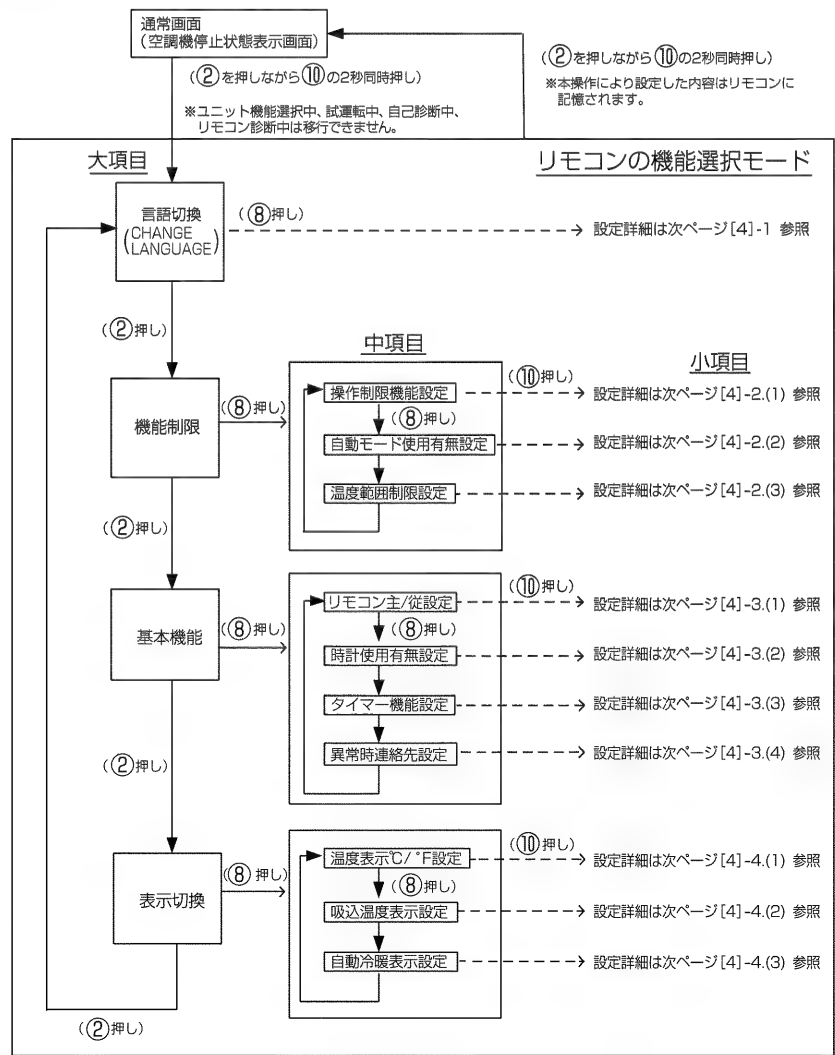 通常画面
(空調機停止状態表示画面)
(②を押しながら⑩の2秒同時押し)
※ユニット機能選択中、試運転中、自己診断中、
リモコン診断中は移行できません。
(②を押しながら⑩の2秒同時押し)
※本操作により設定した内容はリモコンに
記憶されます。
大項目
リモコンの機能選択モード
言語切換
(CHANGE
LANGUAGE)
(⑧押し)
設定詳細は次ページ[4]-1 参照
(②押し)
中項目
小項目
機能制限
(⑧押し)
操作制限機能設定
(⑩押し)
設定詳細は次ページ[4]-2.(1) 参照
(⑧押し)
自動モード使用有無設定
設定詳細は次ページ[4]-2.(2) 参照
温度範囲制限設定
設定詳細は次ページ[4]-2.(3) 参照
(②押し)
基本機能
(⑧押し)
リモコン主/従設定
(⑩押し)
設定詳細は次ページ[4]-3.(1) 参照
(⑧押し)
時計使用有無設定
設定詳細は次ページ[4]-3.(2) 参照
タイマー機能設定
設定詳細は次ページ[4]-3.(3) 参照
異常時連絡先設定
設定詳細は次ページ[4]-3.(4) 参照
(②押し)
表示切換
(⑧押し)
温度表示℃/°F設定
(⑩押し)
設定詳細は次ページ[4]-4.(1) 参照
(⑧押し)
吸込温度表示設定
設定詳細は次ページ[4]-4.(2) 参照
自動冷暖表示設定
設定詳細は次ページ[4]-4.(3) 参照
(②押し)